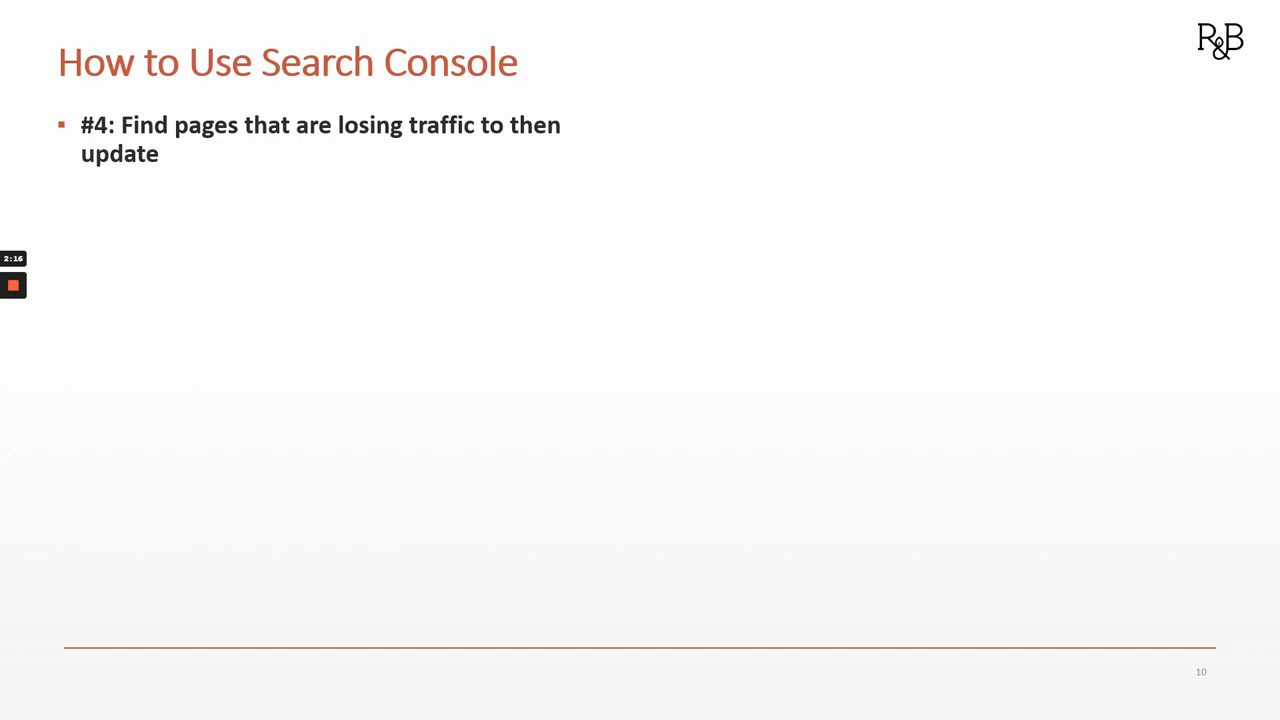 How to Use Search Console
R&B
▪ #4: Find pages that are losing traffic to then
update
2:16
10